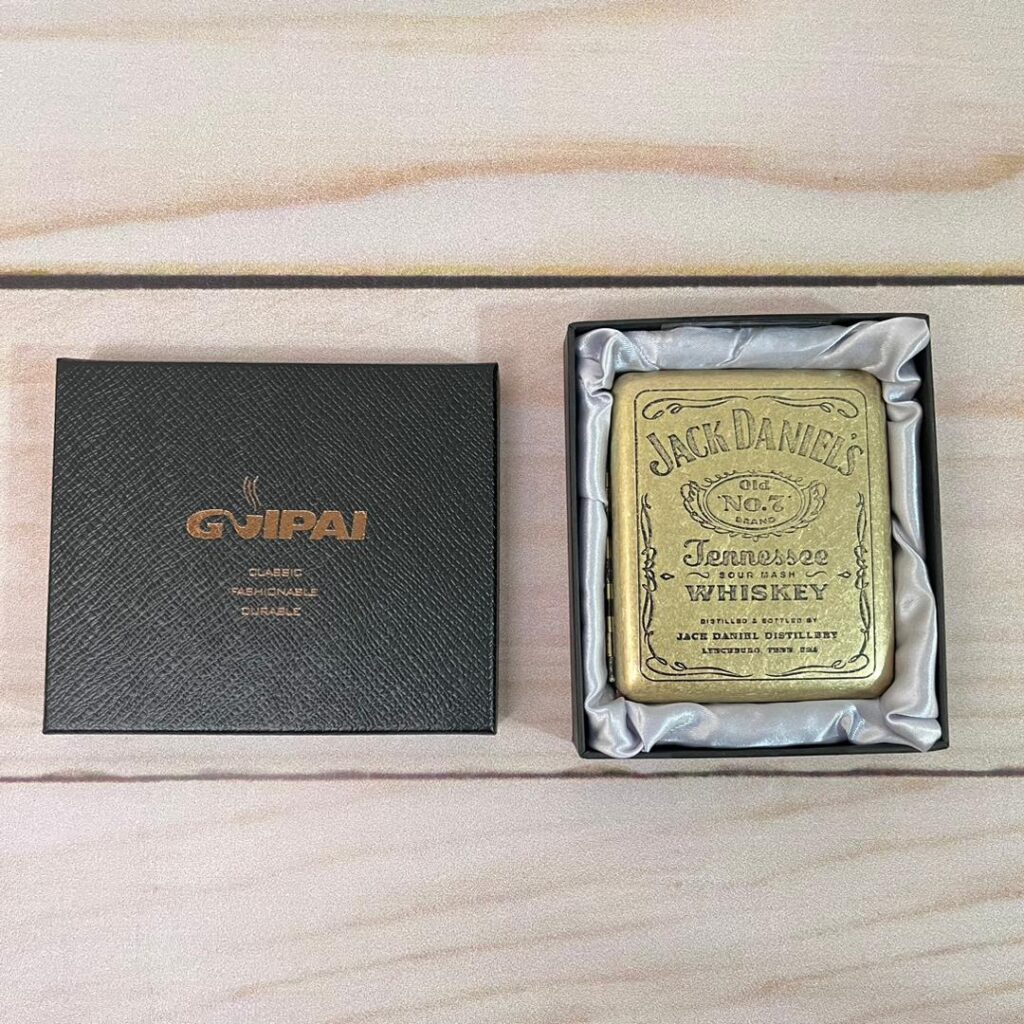 GUIPAI
CLASSIC
FASHIONABLE
DURABLE
JACK DANIEL'S
OLD
No.7
BRAND
Tennessee
SOUR MASH
WHISKEY
DISTILLED & BOTTLED BY
JACK DANIEL DISTILLERY
LYNCHBURG, TENN. USA